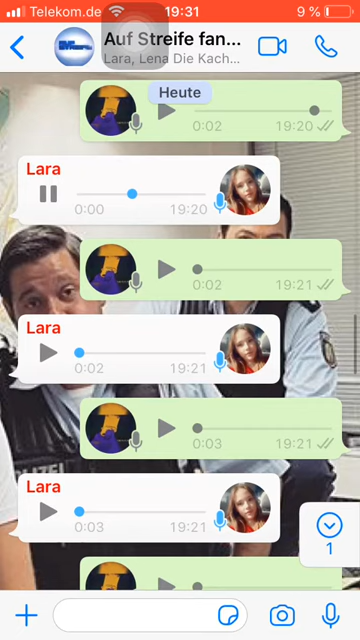 Telekom.de 19:31 9 %
Auf Streife fan...
Lara, Lena Die Kach...
Heute
0:02 19:20
Lara
0:00 19:20
0:02 19:21
Lara
0:02 19:21
0:03 19:21
Lara
0:03 19:21
1